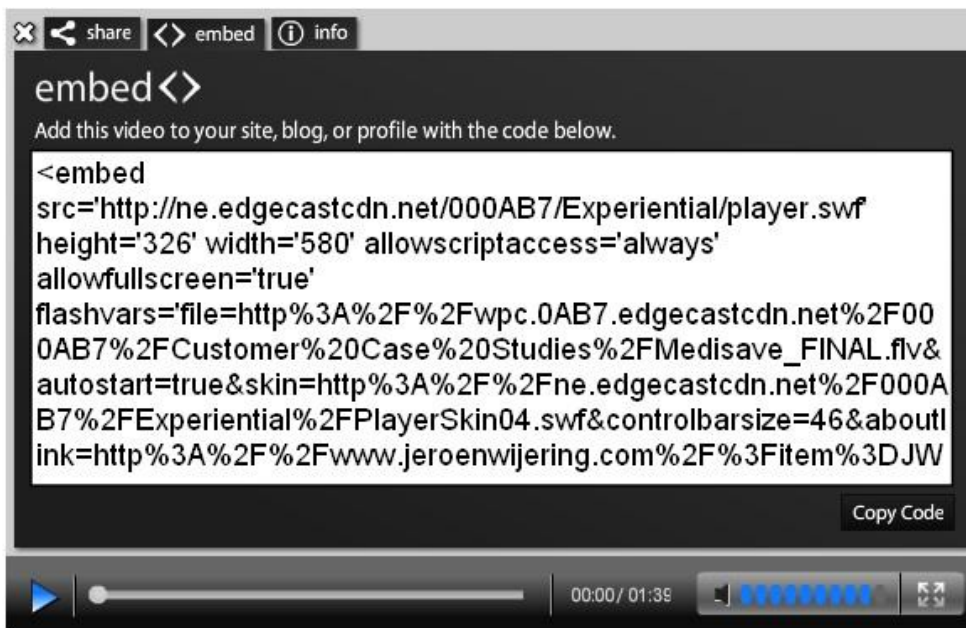 share embed info
embed<>
Add this video to your site, blog, or profile with the code below.
<embed
src='http://ne.edgecastcdn.net/000AB7/Experiential/player.swf'
height='326' width='580' allowscriptaccess='always'
allowfullscreen='true'
flashvars='file=http%3A%2F%2Fwpc.0AB7.edgecastcdn.net%2F00
0AB7%2FCustomer%20Case%20Studies%2FMedisave_FINAL.flv&
autostart=true&skin=http%3A%2F%2Fne.edgecastcdn.net%2F000A
B7%2FExperiential%2FPlayerSkin04.swf&controlbarsize=46&aboutl
ink=http%3A%2F%2Fwww.jeroenwijering.com%2F%3Fitem%3DJW
Copy Code
00:00 / 01:39